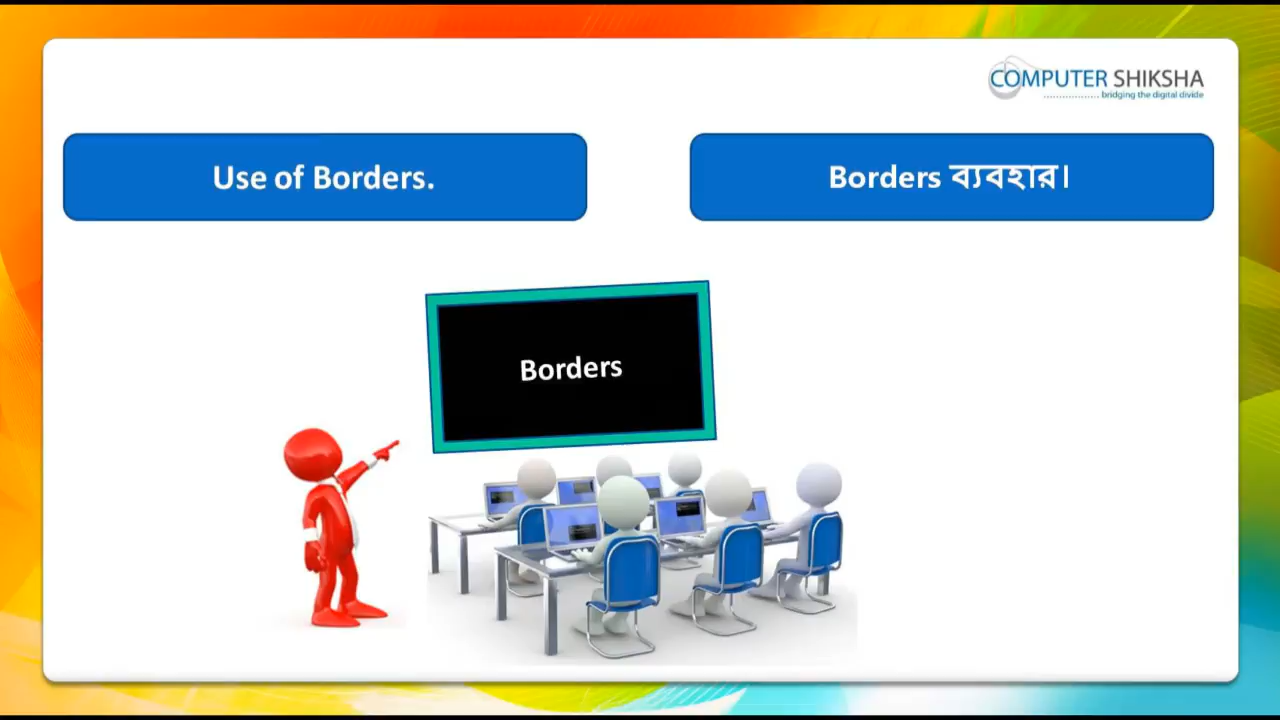 COMPUTER SHIKSHA
bridging the digital divide
Use of Borders.
Borders ব্যবহার।
Borders